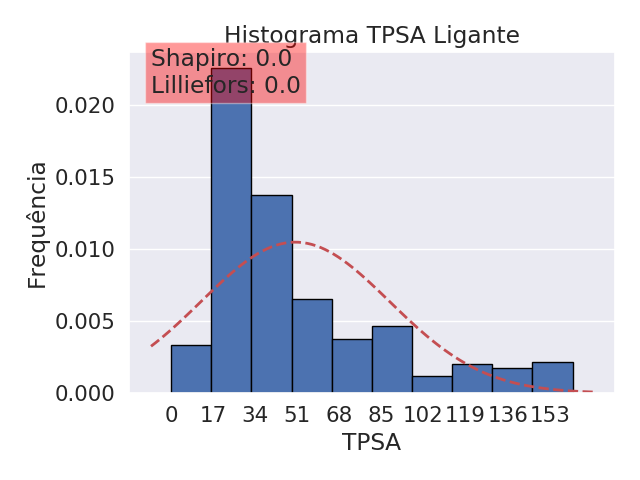 Histograma TPSA Ligante
Shapiro: 0.0
Lilliefors: 0.0
Frequência
0.020
0.015
0.010
0.005
0.000
0 17 34 51 68 85 102 119 136 153
TPSA